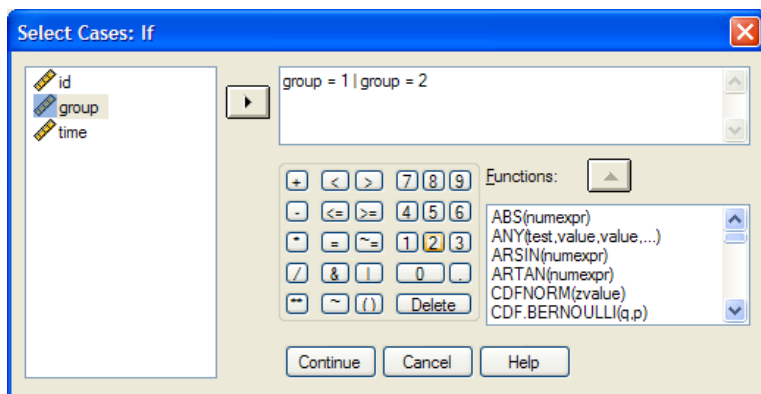 Select Cases: If
id
group
time
group = 1 | group = 2
+ < > 7 8 9
- <= >= 4 5 6
* = ~= 1 2 3
/ & | 0 .
** ~ () Delete
Functions:
ABS(numexpr)
ANY(test,value,value,...)
ARSIN(numexpr)
ARTAN(numexpr)
CDFNORM(zvalue)
CDF.BERNOULLI(q,p)
Continue Cancel Help